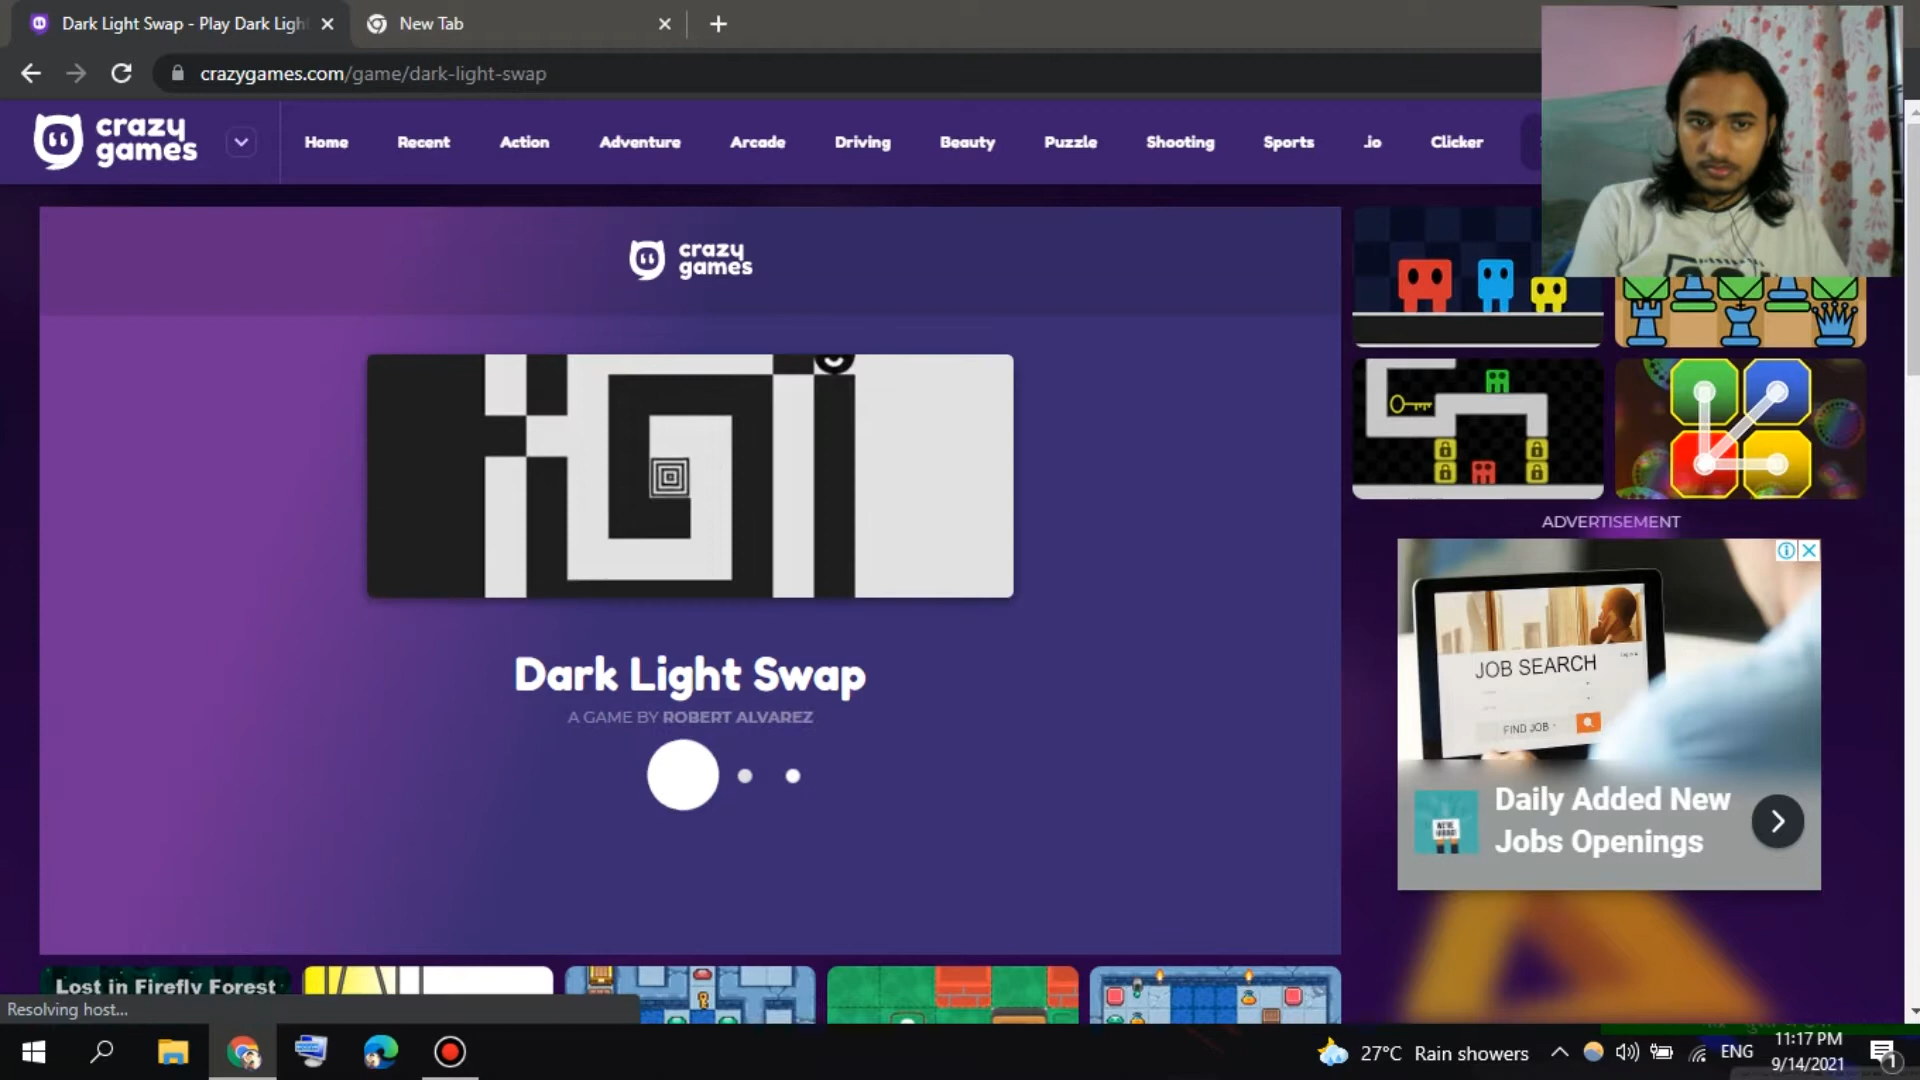 Dark Light Swap - Play Dark Ligh
New Tab
crazygames.com/game/dark-light-swap
crazy
games
Home
Recent
Action
Adventure
Arcade
Driving
Beauty
Puzzle
Shooting
Sports
.io
Clicker
crazy
games
Dark Light Swap
A GAME BY ROBERT ALVAREZ
ADVERTISEMENT
JOB SEARCH
FIND JOB
Daily Added New
Jobs Openings
Lost in Firefly Forest
Resolving host...
27°C Rain showers
ENG
11:17 PM
9/14/2021
1